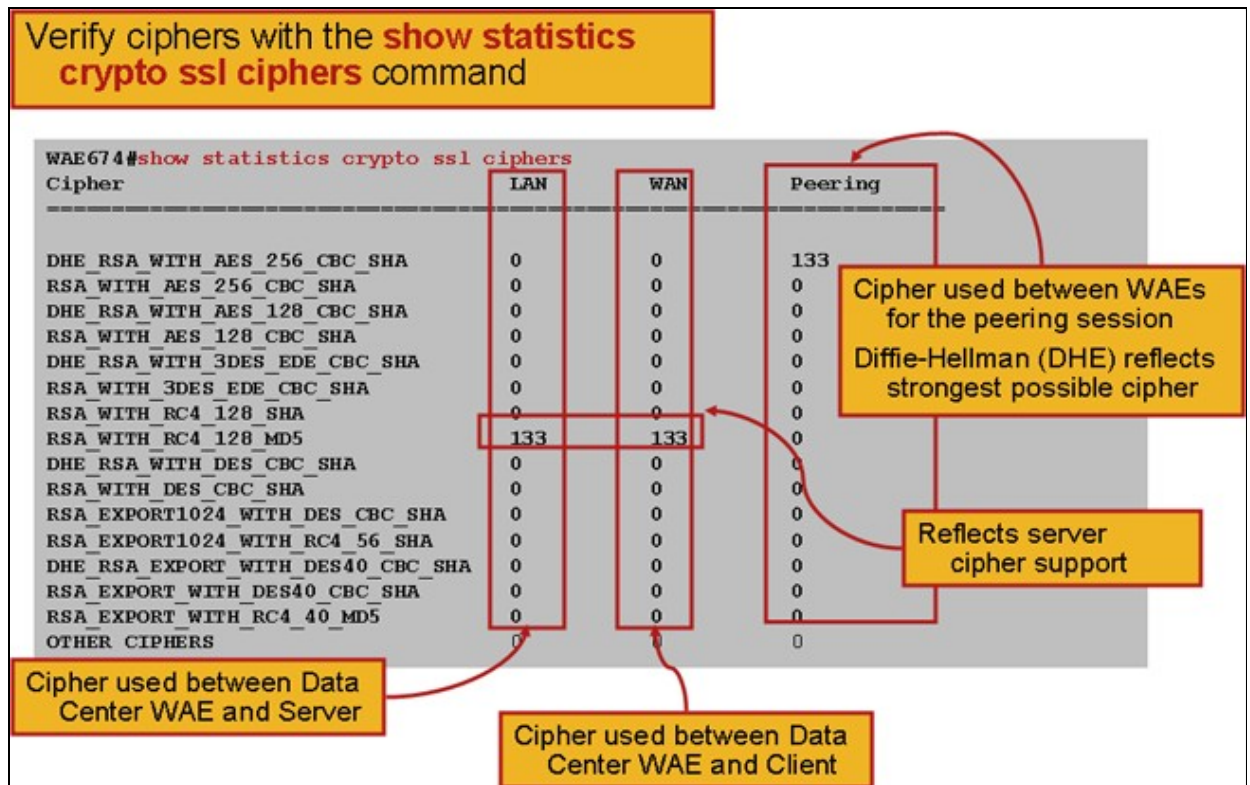 Verify ciphers with the show statistics
crypto ssl ciphers command
WAE674#show statistics crypto ssl ciphers
Cipher LAN WAN Peering
==========================================================================
DHE_RSA_WITH_AES_256_CBC_SHA 0 0 133
RSA_WITH_AES_256_CBC_SHA 0 0 0
DHE_RSA_WITH_AES_128_CBC_SHA 0 0 0
RSA_WITH_AES_128_CBC_SHA 0 0 0
DHE_RSA_WITH_3DES_EDE_CBC_SHA 0 0 0
RSA_WITH_3DES_EDE_CBC_SHA 0 0 0
RSA_WITH_RC4_128_SHA 0 0 0
RSA_WITH_RC4_128_MD5 133 133 0
DHE_RSA_WITH_DES_CBC_SHA 0 0 0
RSA_WITH_DES_CBC_SHA 0 0 0
RSA_EXPORT1024_WITH_DES_CBC_SHA 0 0 0
RSA_EXPORT1024_WITH_RC4_56_SHA 0 0 0
DHE_RSA_EXPORT_WITH_DES40_CBC_SHA 0 0 0
RSA_EXPORT_WITH_DES40_CBC_SHA 0 0 0
RSA_EXPORT_WITH_RC4_40_MD5 0 0 0
OTHER CIPHERS 0 0 0
Cipher used between WAEs
for the peering session
Diffie-Hellman (DHE) reflects
strongest possible cipher
Reflects server
cipher support
Cipher used between Data
Center WAE and Server
Cipher used between Data
Center WAE and Client